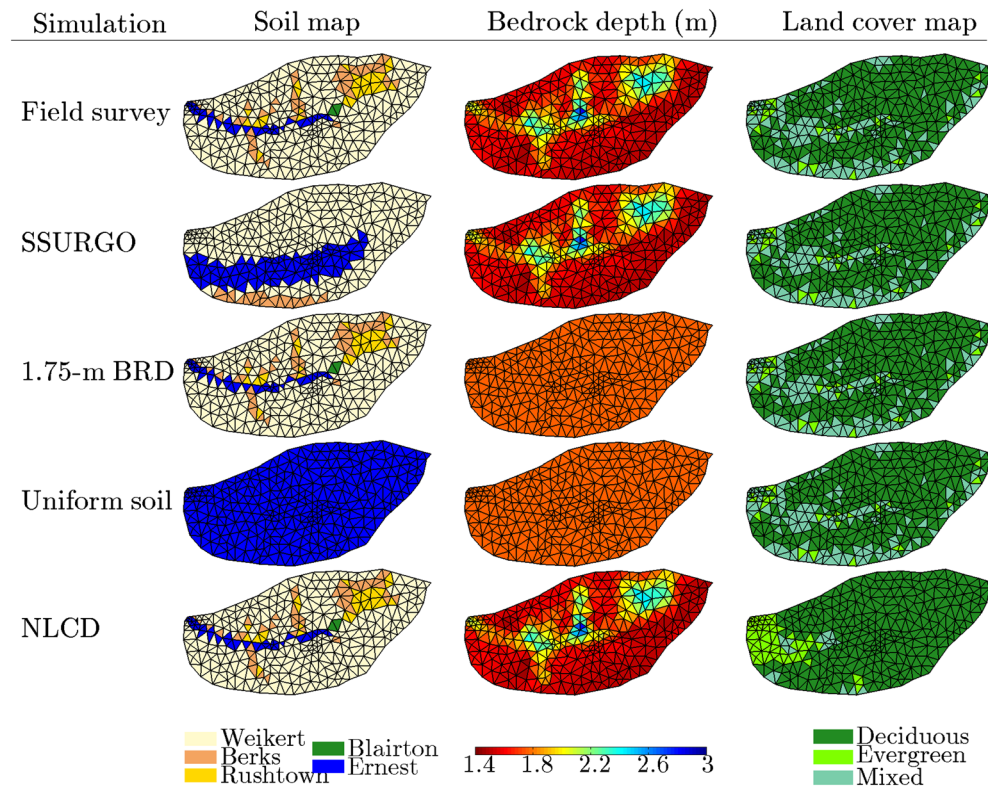 Simulation Soil map Bedrock depth (m) Land cover map
Field survey
SSURGO
1.75-m BRD
Uniform soil
NLCD
Weikert
Berks
Rushtown
Blairton
Ernest
1.4 1.8 2.2 2.6 3
Deciduous
Evergreen
Mixed